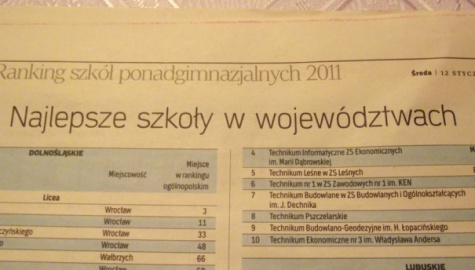 Ranking szkół ponadgimnazjalnych 2011
Środa | 12 STYCZ
Najlepsze szkoły w województwach
DOLNOŚLĄSKIE
Miejscowość
Miejsce
w rankingu
ogólnopolskim
Licea
Wrocław 3
Wrocław 11
czyńskiego Wrocław 33
Wrocław 48
Wałbrzych 66
4 Technikum Informatyczne ZS Ekonomicznych
im. Marii Dąbrowskiej
5 Technikum Leśne w ZS Leśnych
6 Technikum nr 1 w ZS Zawodowych nr 1 im. KEN
7 Technikum Budowlane w ZS Budowlanych i Ogólnokształcących
im. J. Dechnika
8 Technikum Pszczelarskie
9 Technikum Budowlano-Geodezyjne im. H. Łopacińskiego
10 Technikum Ekonomiczne nr 3 im. Władysława Andersa
LUBUSKIE